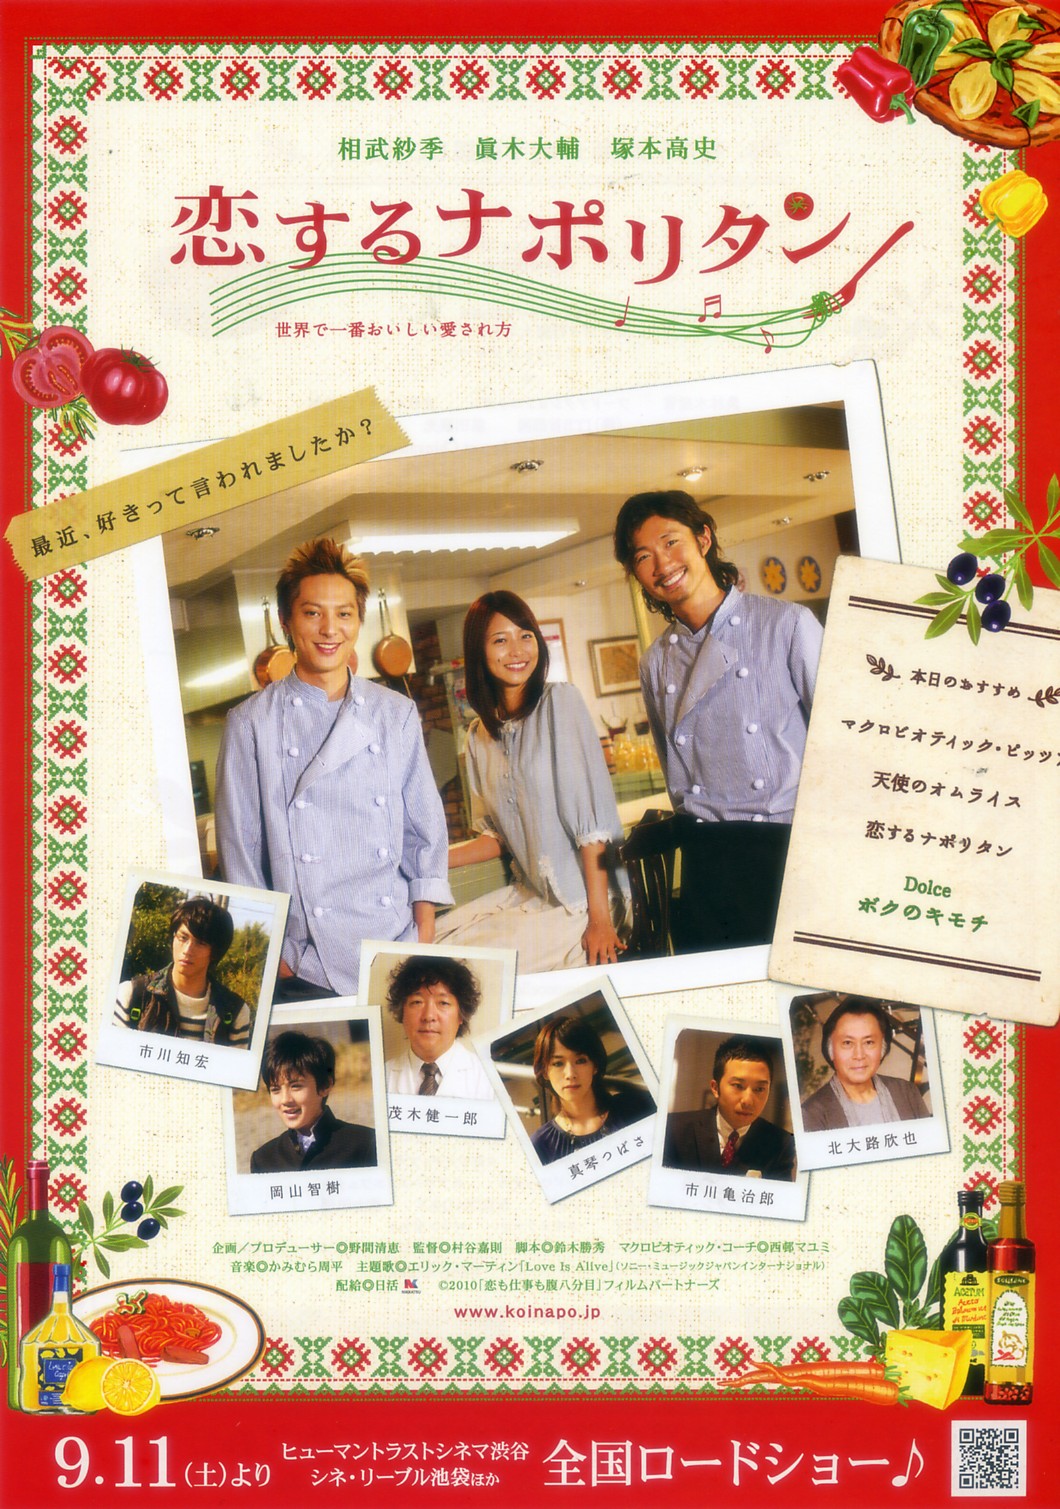 相武紗季　眞木大輔　塚本高史
恋するナポリタン
世界で一番おいしい愛され方
最近、好きって言われましたか？
本日のおすすめ
マクロビオティック・ピッツァ
天使のオムライス
恋するナポリタン
Dolce
ボクのキモチ
市川知宏
岡山智樹
茂木健一郎
真琴つばさ
市川亀治郎
北大路欣也
企画／プロデューサー◎野間清恵　監督◎村谷嘉則　脚本◎鈴木勝秀　マクロビオティック・コーチ◎西邨マユミ
音楽◎かみむら周平　主題歌◎エリック・マーティン「Love Is Alive」（ソニー・ミュージックジャパンインターナショナル）
配給◎日活　©2010「恋も仕事も腹八分目」フィルムパートナーズ
www.koinapo.jp
9.11（土）より
ヒューマントラストシネマ渋谷
シネ・リーブル池袋ほか
全国ロードショー♪